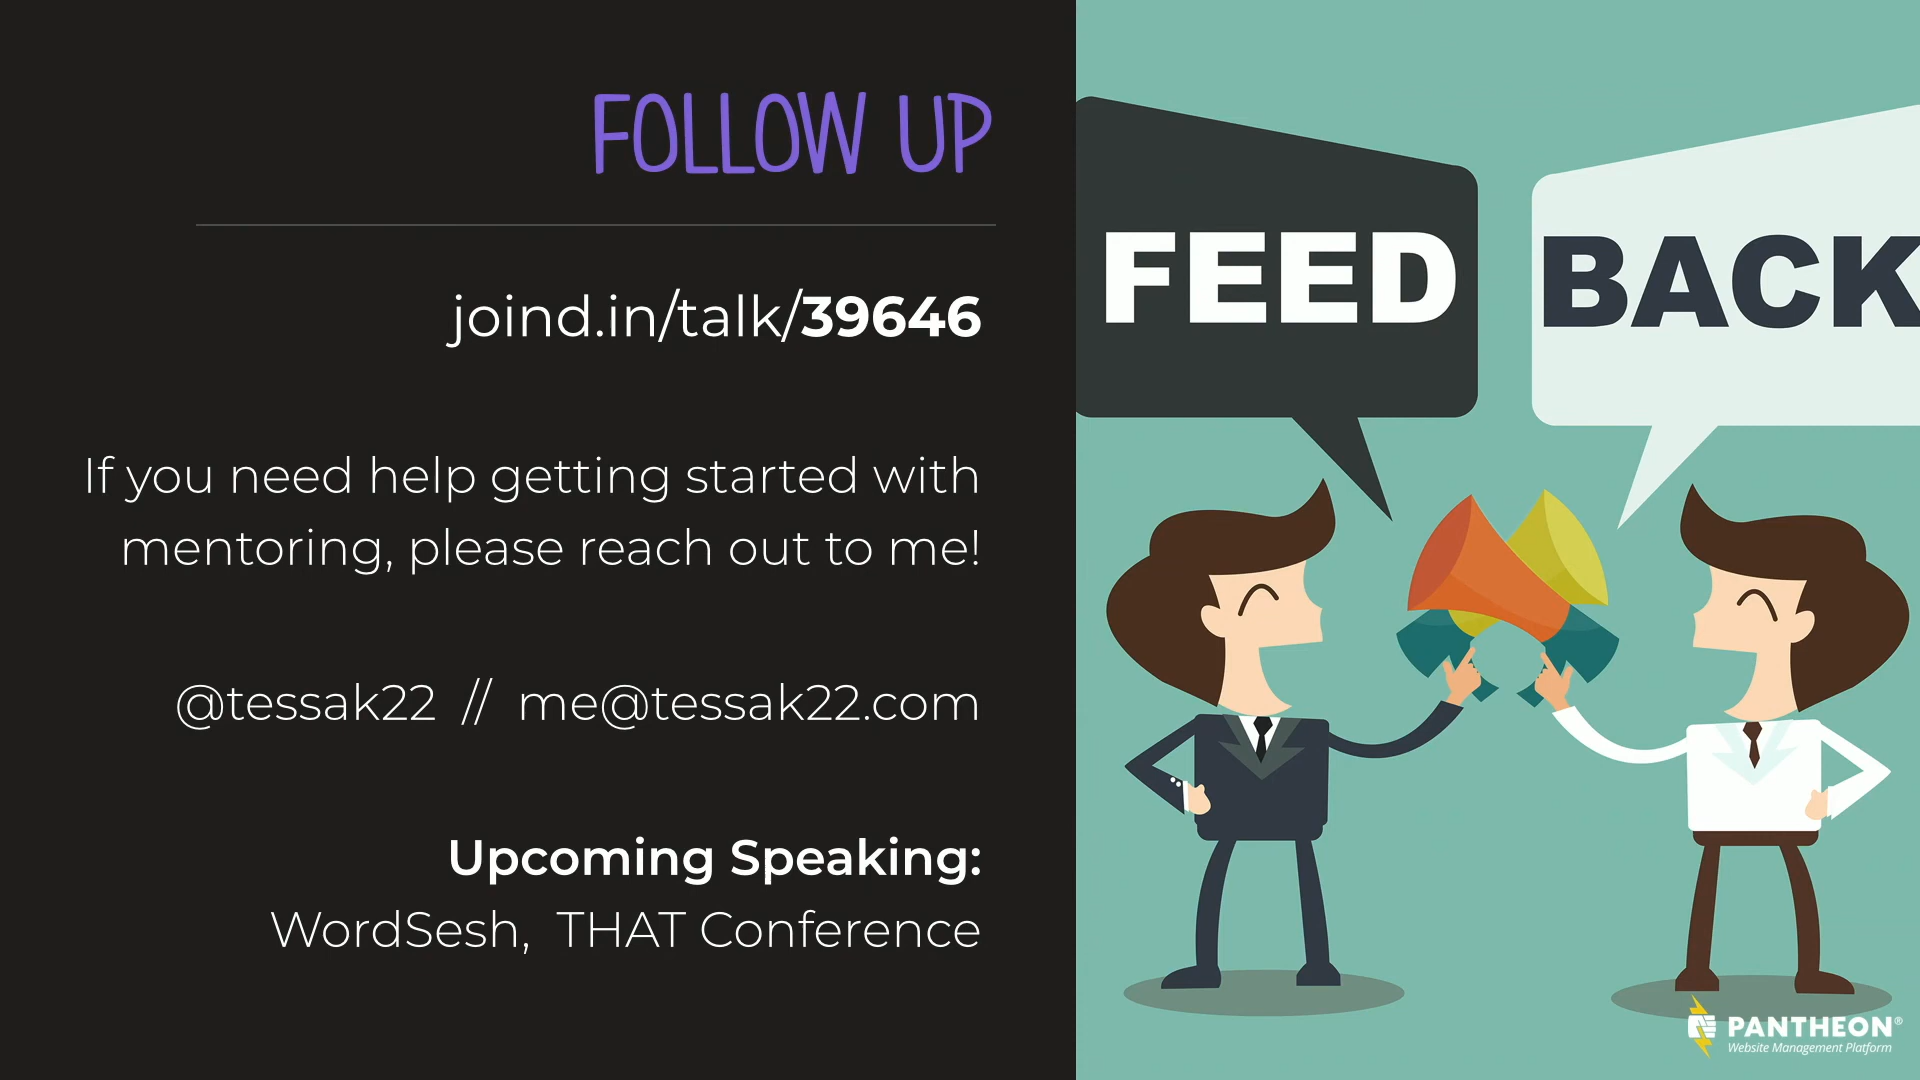 FOLLOW UP
joind.in/talk/39646
If you need help getting started with
mentoring, please reach out to me!
@tessak22 // me@tessak22.com
Upcoming Speaking:
WordSesh, THAT Conference
FEED
BACK
PANTHEON®
Website Management Platform